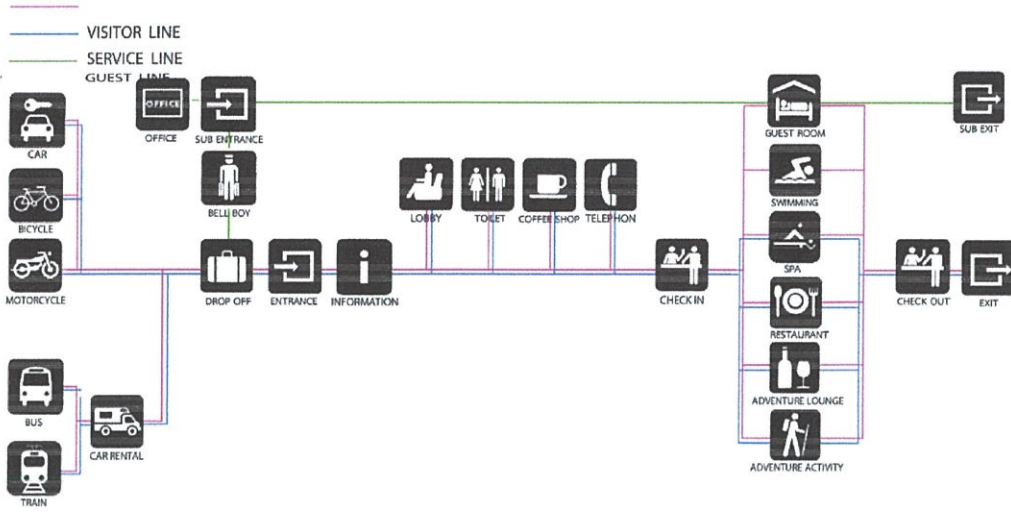 VISITOR LINE
SERVICE LINE
GUEST LINE
OFFICE
OFFICE
SUB ENTRANCE
GUEST ROOM
SUB EXIT
CAR
BELL BOY
LOBBY
TOILET
COFFEE SHOP
TELEPHON
SWIMMING
BICYCLE
SPA
MOTORCYCLE
DROP OFF
ENTRANCE
INFORMATION
CHECK IN
CHECK OUT
EXIT
RESTAURANT
ADVENTURE LOUNGE
BUS
CAR RENTAL
ADVENTURE ACTIVITY
TRAIN